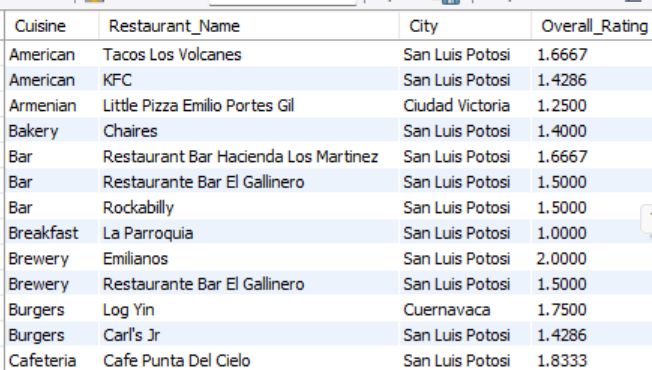 Cuisine Restaurant_Name City Overall_Rating
American Tacos Los Volcanes San Luis Potosi 1.6667
American KFC San Luis Potosi 1.4286
Armenian Little Pizza Emilio Portes Gil Ciudad Victoria 1.2500
Bakery Chaires San Luis Potosi 1.4000
Bar Restaurant Bar Hacienda Los Martinez San Luis Potosi 1.6667
Bar Restaurante Bar El Gallinero San Luis Potosi 1.5000
Bar Rockabilly San Luis Potosi 1.5000
Breakfast La Parroquia San Luis Potosi 1.0000
Brewery Emilianos San Luis Potosi 2.0000
Brewery Restaurante Bar El Gallinero San Luis Potosi 1.5000
Burgers Log Yin Cuernavaca 1.7500
Burgers Carl's Jr San Luis Potosi 1.4286
Cafeteria Cafe Punta Del Cielo San Luis Potosi 1.8333